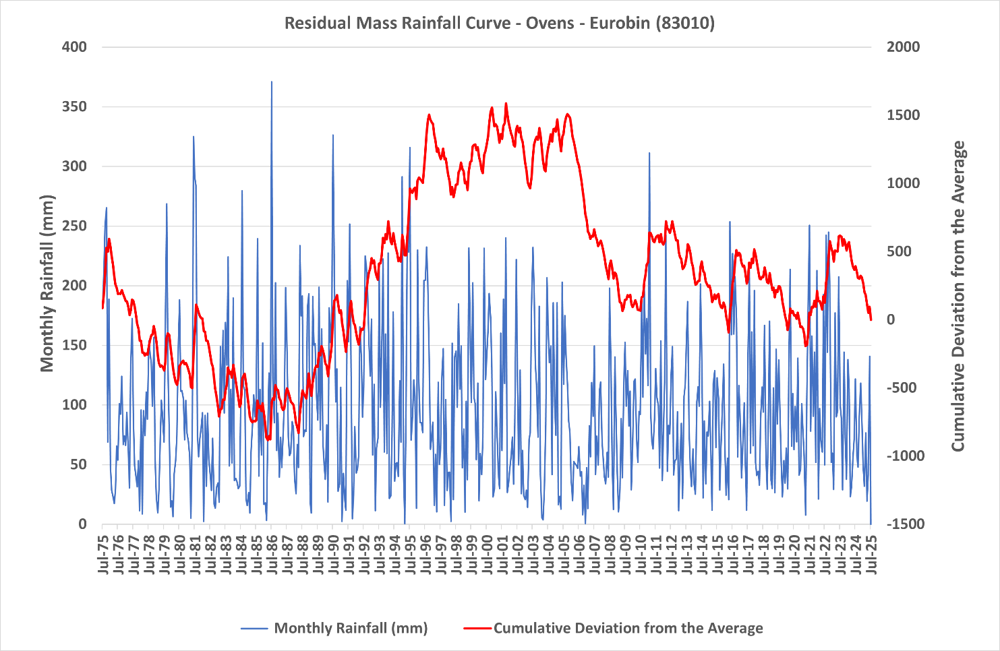 Residual Mass Rainfall Curve - Ovens - Eurobin (83010)
400
350
300
250
200
150
100
50
0
Monthly Rainfall (mm)
2000
1500
1000
500
0
-500
-1000
-1500
Cumulative Deviation from the Average
Jul-75
Jul-76
Jul-77
Jul-78
Jul-79
Jul-80
Jul-81
Jul-82
Jul-83
Jul-84
Jul-85
Jul-86
Jul-87
Jul-88
Jul-89
Jul-90
Jul-91
Jul-92
Jul-93
Jul-94
Jul-95
Jul-96
Jul-97
Jul-98
Jul-99
Jul-00
Jul-01
Jul-02
Jul-03
Jul-04
Jul-05
Jul-06
Jul-07
Jul-08
Jul-09
Jul-10
Jul-11
Jul-12
Jul-13
Jul-14
Jul-15
Jul-16
Jul-17
Jul-18
Jul-19
Jul-20
Jul-21
Jul-22
Jul-23
Jul-24
Jul-25
Monthly Rainfall (mm)
Cumulative Deviation from the Average